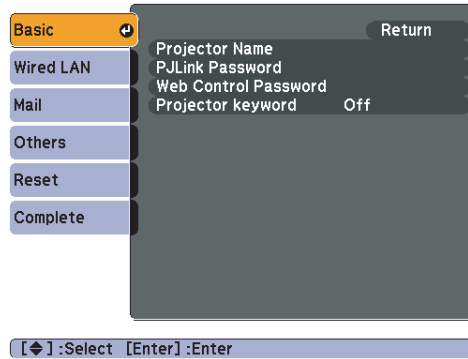 Basic
Wired LAN
Mail
Others
Reset
Complete
Return
Projector Name
PJLink Password
Web Control Password
Projector keyword Off
[◆] :Select [Enter] :Enter